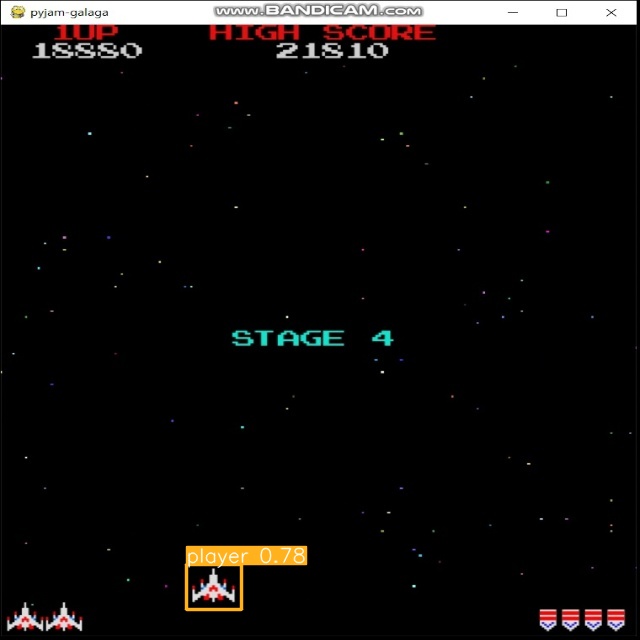 pyjam-galaga
www.BANDICAM.com
1UP HIGH SCORE
18880 21810
STAGE 4
player 0.78